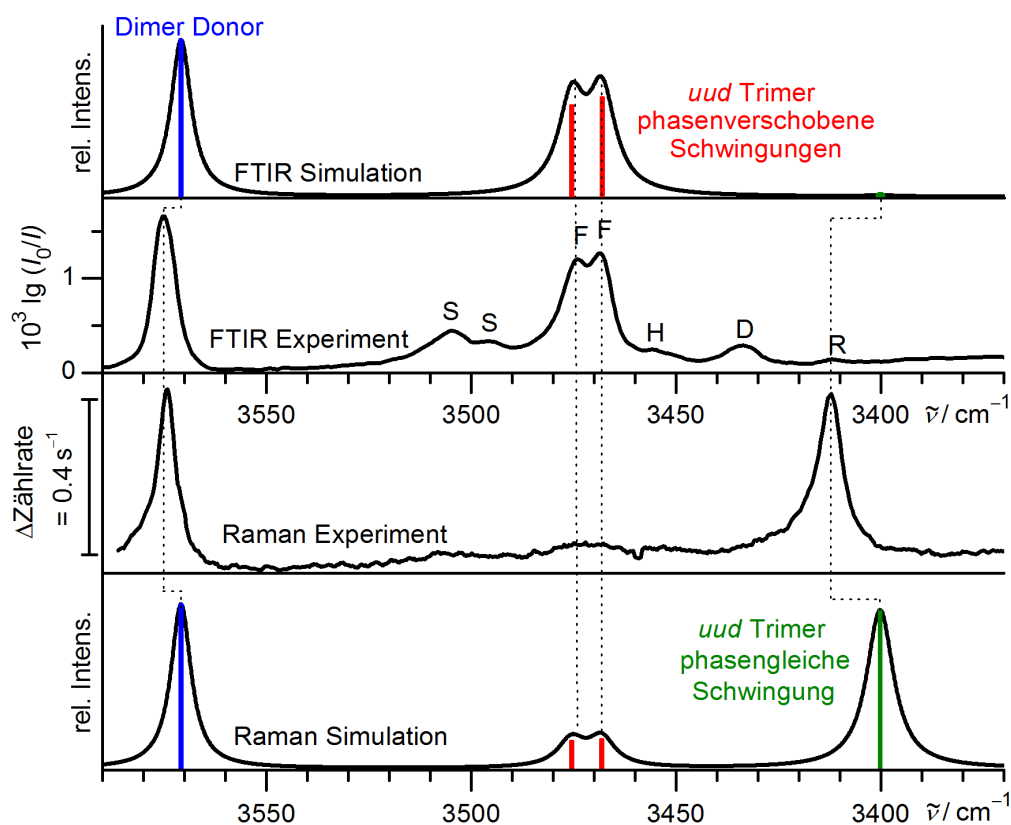 Dimer Donor
rel. Intens.
uud Trimer
phasenverschobene
Schwingungen
FTIR Simulation
10³ lg (I₀/I)
1
0
S
S
F
F
H
D
R
FTIR Experiment
3550
3500
3450
3400
ṽ / cm⁻¹
ΔZählrate
= 0.4 s⁻¹
Raman Experiment
rel. Intens.
uud Trimer
phasengleiche
Schwingung
Raman Simulation
3550
3500
3450
3400
ṽ / cm⁻¹